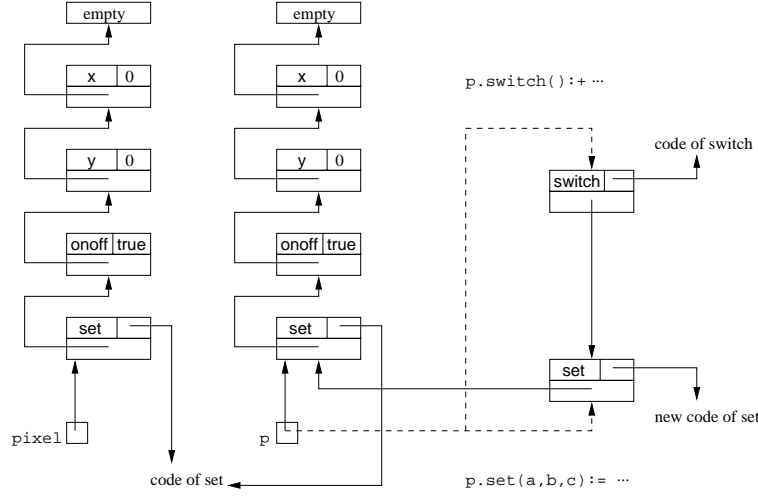 empty
empty
x 0
x 0
p.switch():+ ···
code of switch
y 0
y 0
switch
onoff true
onoff true
set
set
set
new code of set
pixel
p
code of set
p.set(a,b,c):= ···